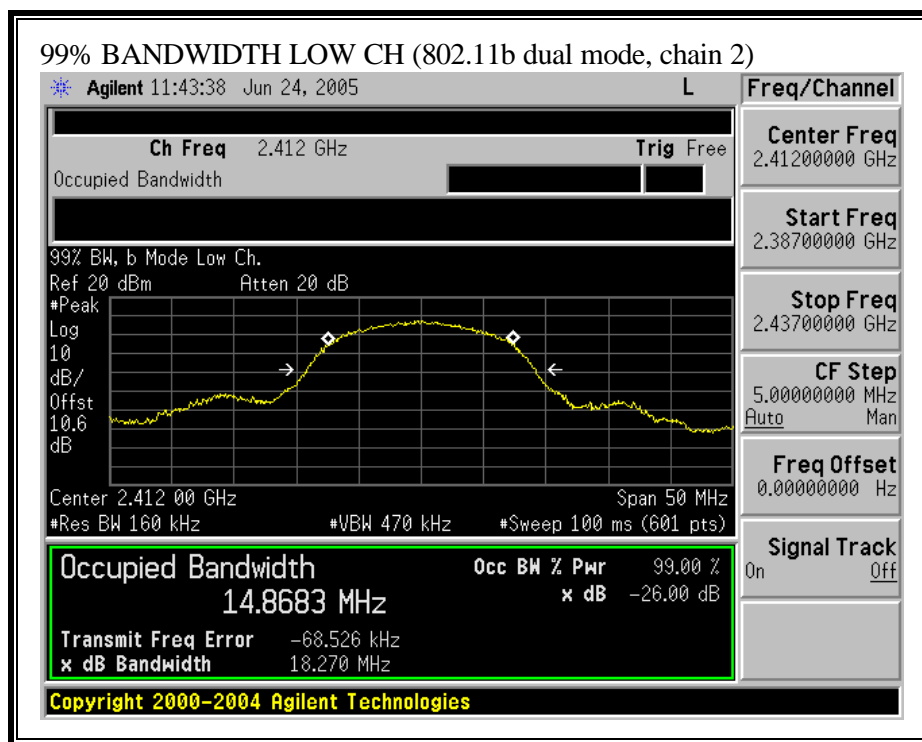 99% BANDWIDTH LOW CH (802.11b dual mode, chain 2)
Agilent 11:43:38 Jun 24, 2005 L
Freq/Channel
Ch Freq 2.412 GHz Trig Free
Occupied Bandwidth
Center Freq
2.41200000 GHz
Start Freq
2.38700000 GHz
Stop Freq
2.43700000 GHz
CF Step
5.00000000 MHz
Auto Man
Freq Offset
0.00000000 Hz
Signal Track
On Off
99% BW, b Mode Low Ch.
Ref 20 dBm Atten 20 dB
#Peak
Log
10
dB/
Offst
10.6
dB
Center 2.412 00 GHz Span 50 MHz
#Res BW 160 kHz #VBW 470 kHz #Sweep 100 ms (601 pts)
Occupied Bandwidth
14.8683 MHz
Occ BW % Pwr 99.00 %
x dB -26.00 dB
Transmit Freq Error -68.526 kHz
x dB Bandwidth 18.270 MHz
Copyright 2000-2004 Agilent Technologies